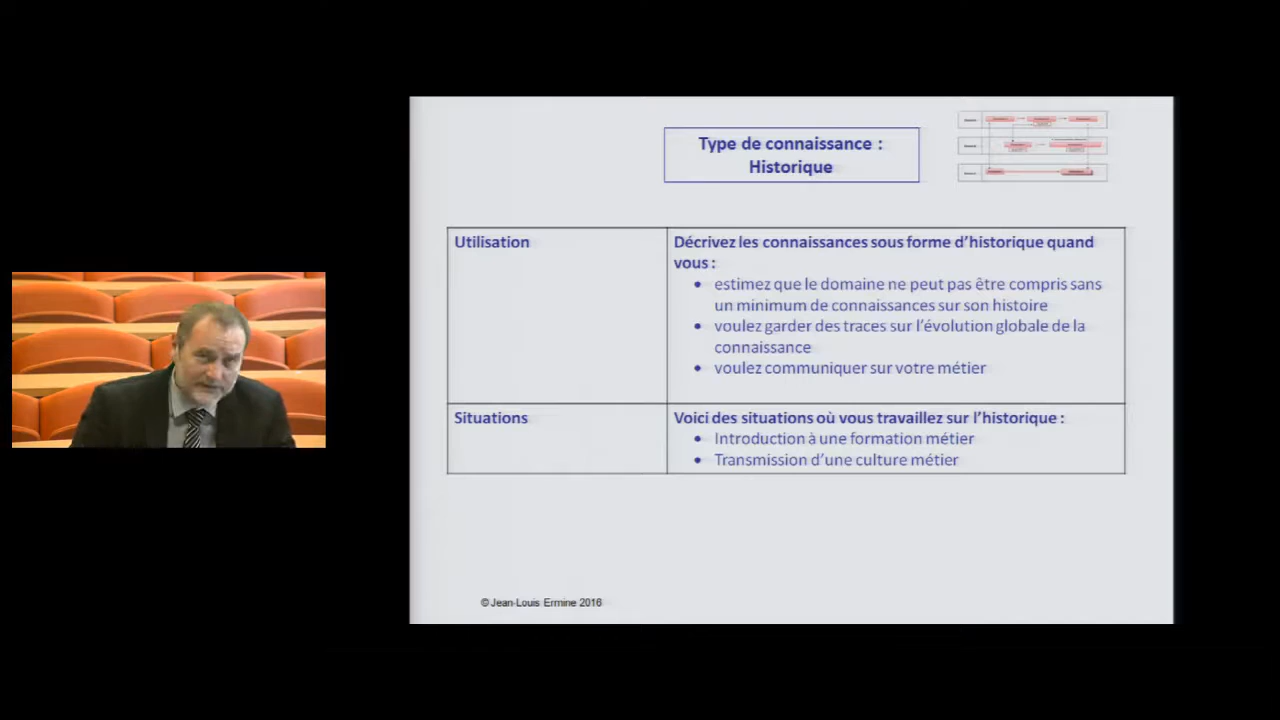 Type de connaissance :
Historique
Utilisation
Décrivez les connaissances sous forme d'historique quand
vous :
• estimez que le domaine ne peut pas être compris sans
un minimum de connaissances sur son histoire
• voulez garder des traces sur l'évolution globale de la
connaissance
• voulez communiquer sur votre métier
Situations
Voici des situations où vous travaillez sur l'historique :
• Introduction à une formation métier
• Transmission d'une culture métier
© Jean-Louis Ermine 2016